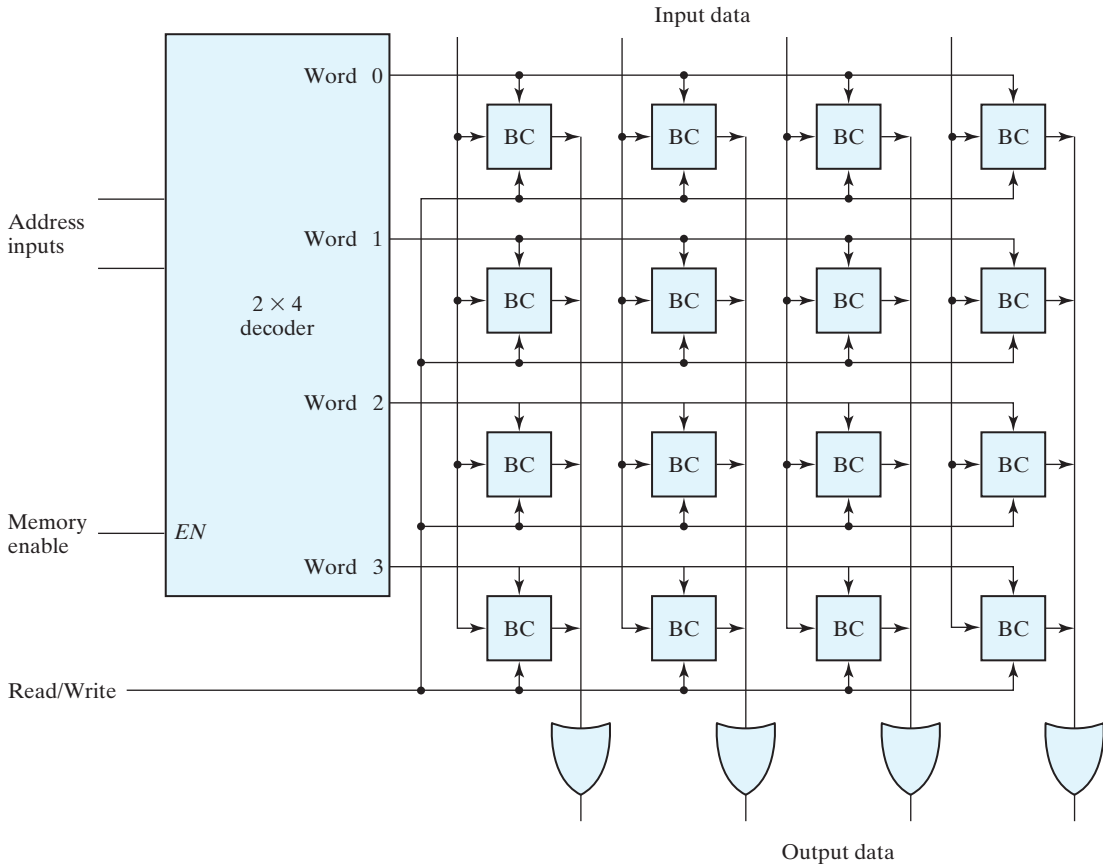 Input data
Word 0
BC BC BC BC
Address
inputs
Word 1
2 × 4
decoder
BC BC BC BC
Word 2
BC BC BC BC
Memory
enable
EN
Word 3
BC BC BC BC
Read/Write
Output data